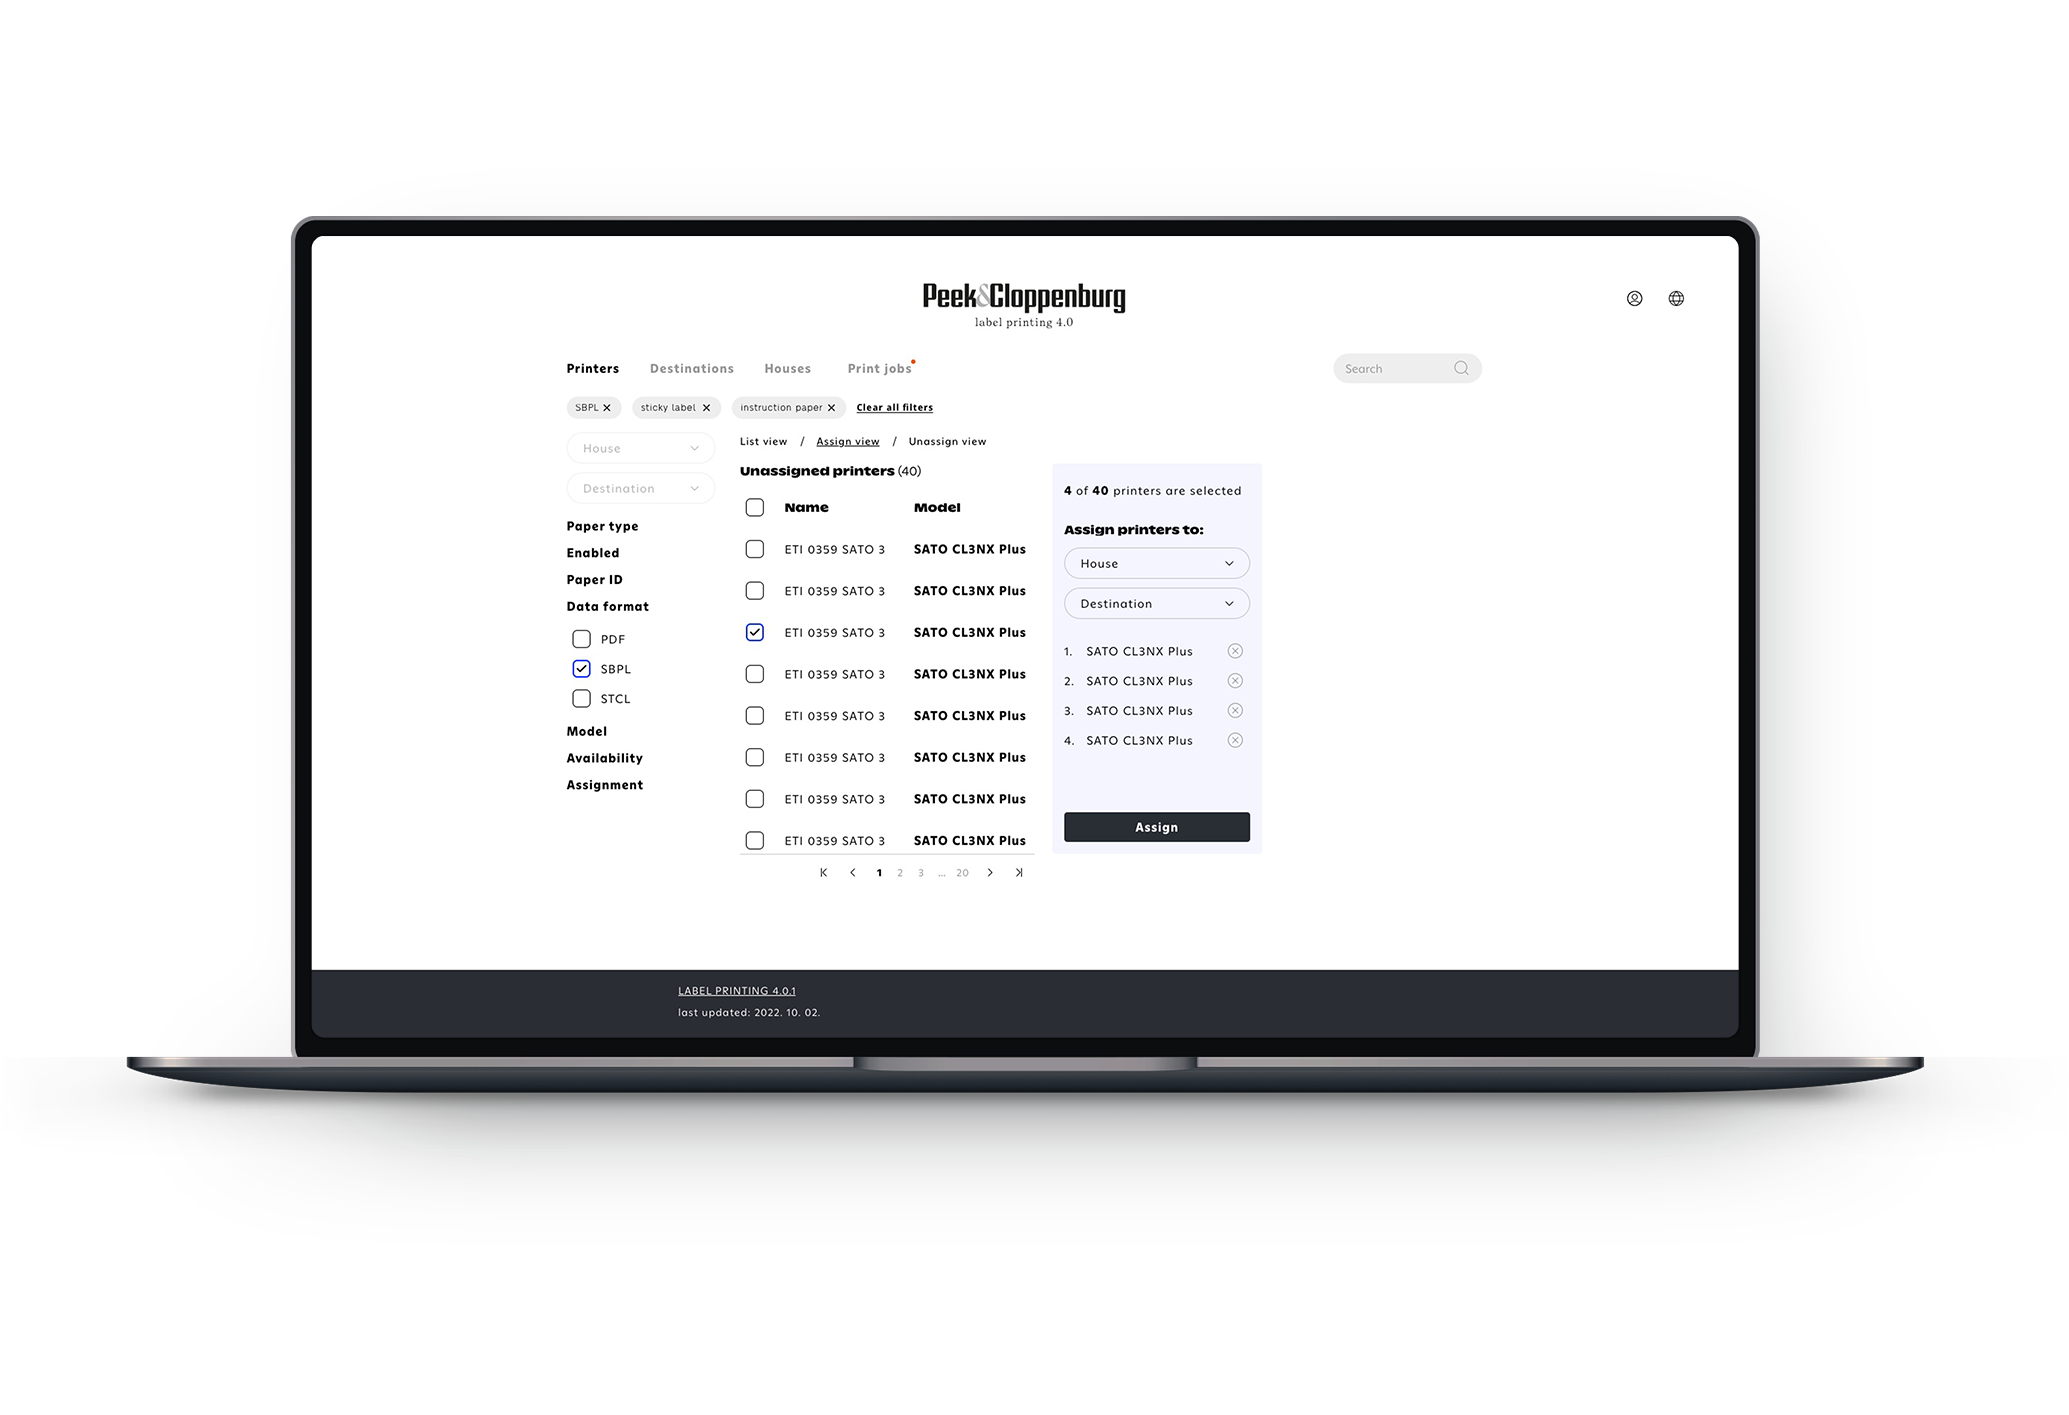 Peek&Cloppenburg
label printing 4.0
Printers Destinations Houses Print jobs Search
SBPL sticky label instruction paper Clear all filters
House
Destination
Paper type
Enabled
Paper ID
Data format
PDF
SBPL
STCL
Model
Availability
Assignment
List view / Assign view / Unassign view
Unassigned printers (40)
Name Model
ETI 0359 SATO 3 SATO CL3NX Plus
ETI 0359 SATO 3 SATO CL3NX Plus
ETI 0359 SATO 3 SATO CL3NX Plus
ETI 0359 SATO 3 SATO CL3NX Plus
ETI 0359 SATO 3 SATO CL3NX Plus
ETI 0359 SATO 3 SATO CL3NX Plus
ETI 0359 SATO 3 SATO CL3NX Plus
ETI 0359 SATO 3 SATO CL3NX Plus
1 2 3 ... 20
4 of 40 printers are selected
Assign printers to:
House
Destination
1. SATO CL3NX Plus
2. SATO CL3NX Plus
3. SATO CL3NX Plus
4. SATO CL3NX Plus
Assign
LABEL PRINTING 4.0.1
last updated: 2022. 10. 02.